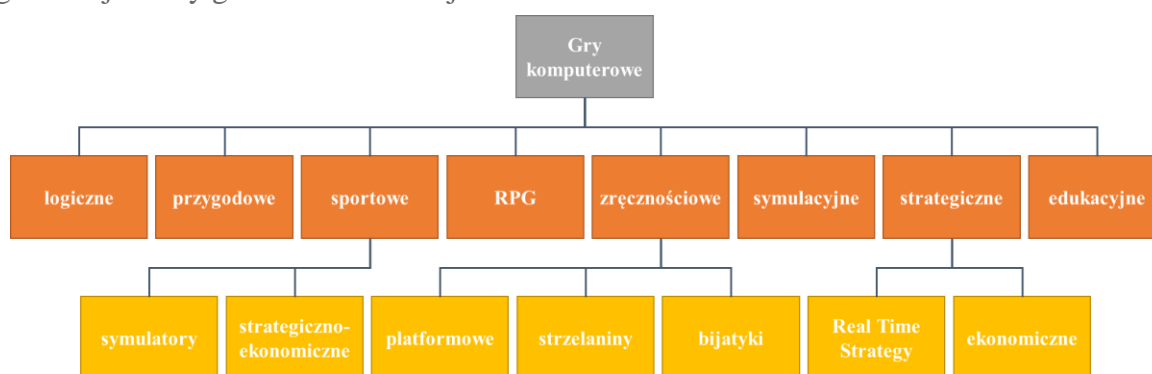 Gry
komputerowe
logiczne
przygodowe
sportowe
RPG
zręcznościowe
symulacyjne
strategiczne
edukacyjne
symulatory
strategiczno-
ekonomiczne
platformowe
strzelaniny
bijatyki
Real Time
Strategy
ekonomiczne